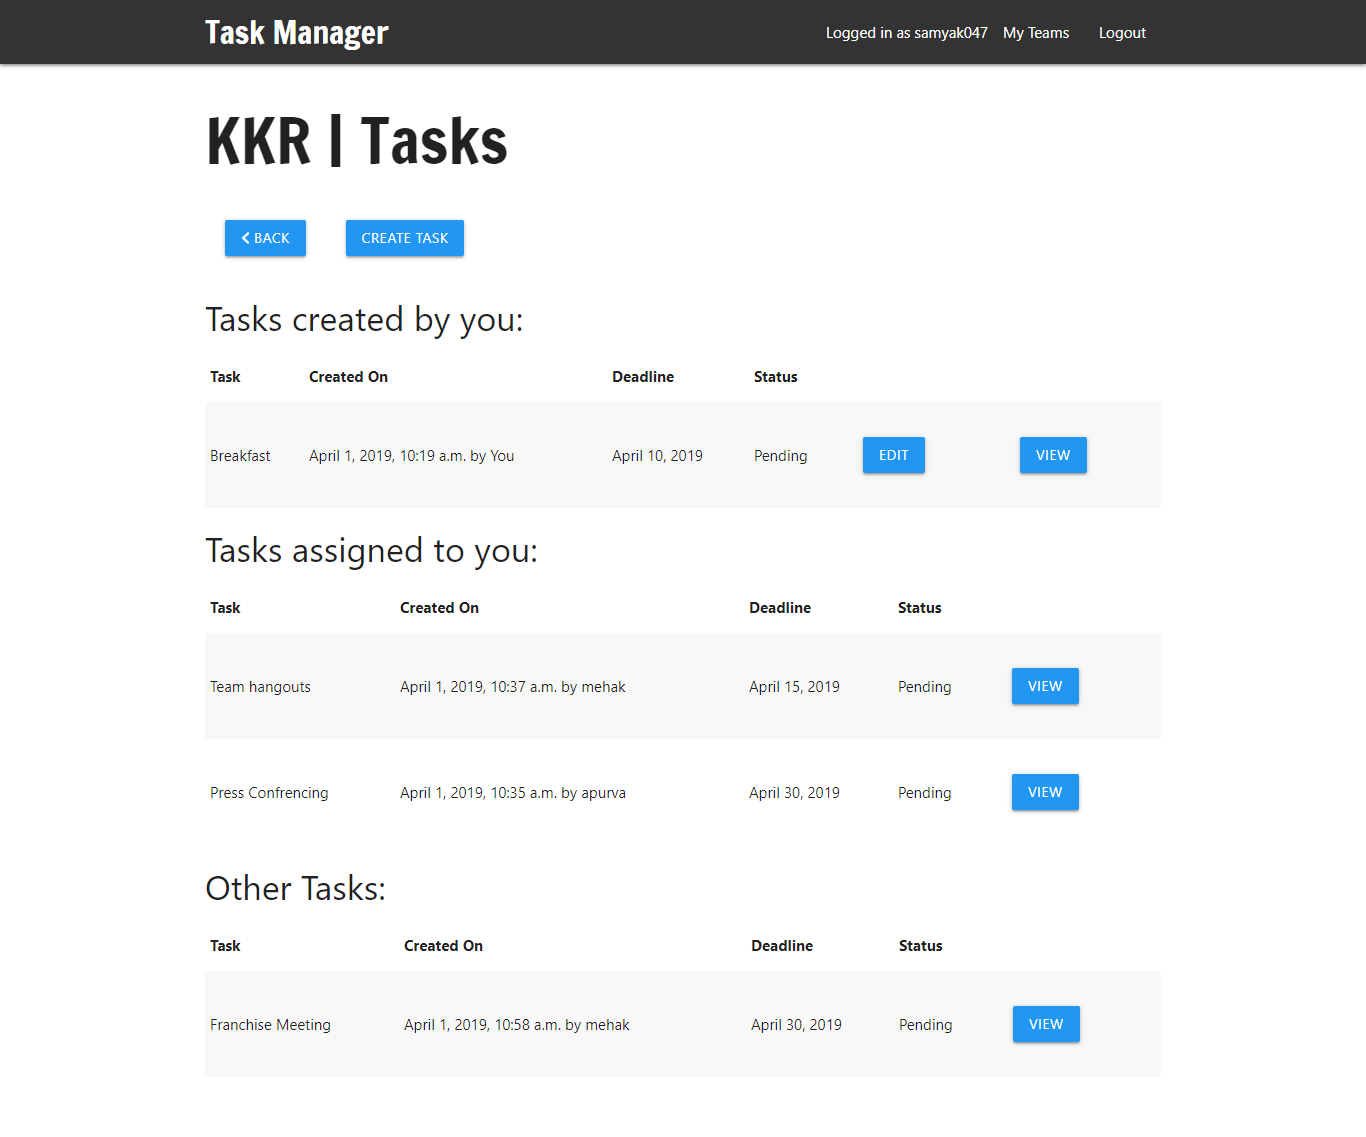 Task Manager Logged in as samyak047 My Teams Logout
KKR | Tasks
BACK CREATE TASK
Tasks created by you:
Task Created On Deadline Status
Breakfast April 1, 2019, 10:19 a.m. by You April 10, 2019 Pending EDIT VIEW
Tasks assigned to you:
Task Created On Deadline Status
Team hangouts April 1, 2019, 10:37 a.m. by mehak April 15, 2019 Pending VIEW
Press Confrencing April 1, 2019, 10:35 a.m. by apurva April 30, 2019 Pending VIEW
Other Tasks:
Task Created On Deadline Status
Franchise Meeting April 1, 2019, 10:58 a.m. by mehak April 30, 2019 Pending VIEW